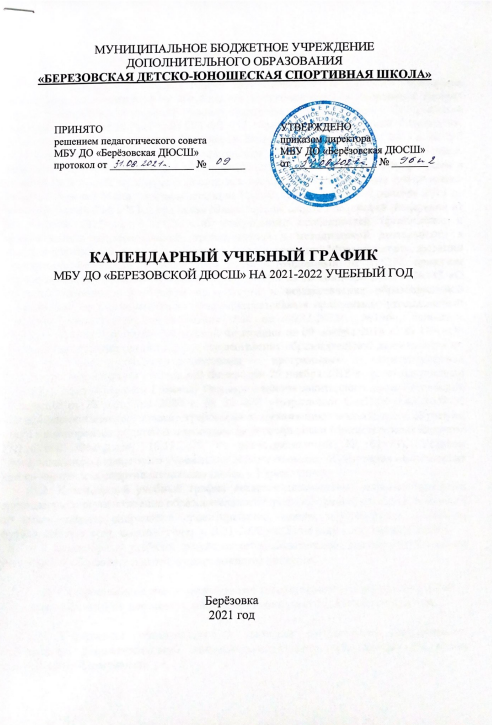 МУНИЦИПАЛЬНОЕ БЮДЖЕТНОЕ УЧРЕЖДЕНИЕ
ДОПОЛНИТЕЛЬНОГО ОБРАЗОВАНИЯ
«БЕРЕЗОВСКАЯ ДЕТСКО-ЮНОШЕСКАЯ СПОРТИВНАЯ ШКОЛА»
ПРИНЯТО
решением педагогического совета
МБУ ДО «Берёзовская ДЮСШ»
протокол от 31.08.2021г. № 09
УТВЕРЖДЕНО
приказом директора
МБУ ДО «Берёзовская ДЮСШ»
от №
КАЛЕНДАРНЫЙ УЧЕБНЫЙ ГРАФИК
МБУ ДО «БЕРЕЗОВСКОЙ ДЮСШ» НА 2021-2022 УЧЕБНЫЙ ГОД
Берёзовка
2021 год